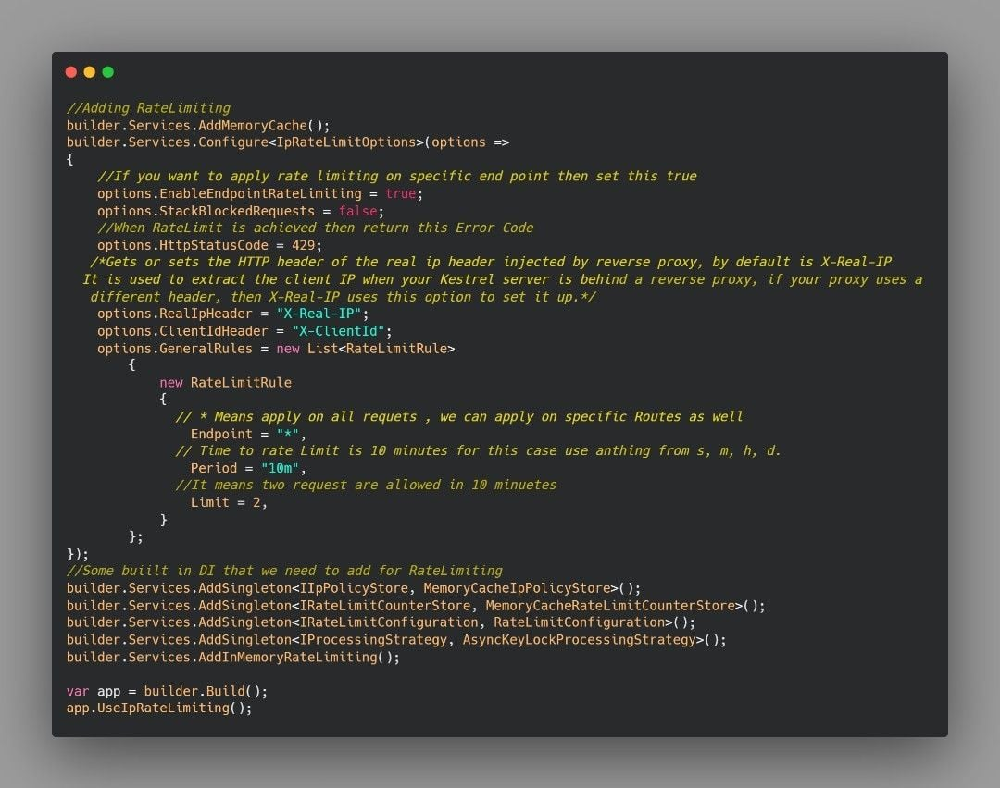 //Adding RateLimiting
builder.Services.AddMemoryCache();
builder.Services.Configure<IpRateLimitOptions>(options =>
{
    //If you want to apply rate limiting on specific end point then set this true
    options.EnableEndpointRateLimiting = true;
    options.StackBlockedRequests = false;
    //When RateLimit is achieved then return this Error Code
    options.HttpStatusCode = 429;
   /*Gets or sets the HTTP header of the real ip header injected by reverse proxy, by default is X-Real-IP
  It is used to extract the client IP when your Kestrel server is behind a reverse proxy, if your proxy uses a
   different header, then X-Real-IP uses this option to set it up.*/
    options.RealIpHeader = "X-Real-IP";
    options.ClientIdHeader = "X-ClientId";
    options.GeneralRules = new List<RateLimitRule>
        {
            new RateLimitRule
            {
              // * Means apply on all requets , we can apply on specific Routes as well
                Endpoint = "*",
              // Time to rate Limit is 10 minutes for this case use anthing from s, m, h, d.
                Period = "10m",
              //It means two request are allowed in 10 minuetes
                Limit = 2,
            }
        };
});
//Some buiilt in DI that we need to add for RateLimiting
builder.Services.AddSingleton<IIpPolicyStore, MemoryCacheIpPolicyStore>();
builder.Services.AddSingleton<IRateLimitCounterStore, MemoryCacheRateLimitCounterStore>();
builder.Services.AddSingleton<IRateLimitConfiguration, RateLimitConfiguration>();
builder.Services.AddSingleton<IProcessingStrategy, AsyncKeyLockProcessingStrategy>();
builder.Services.AddInMemoryRateLimiting();

var app = builder.Build();
app.UseIpRateLimiting();